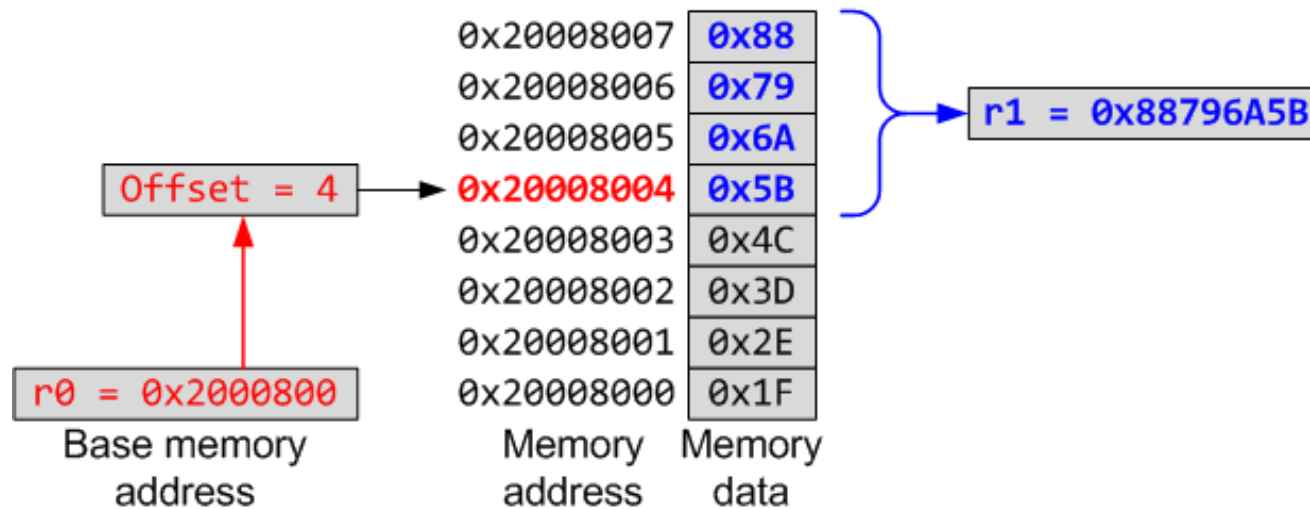 0x20008007 0x88
0x20008006 0x79
r1 = 0x88796A5B
0x20008005 0x6A
Offset = 4
0x20008004 0x5B
0x20008003 0x4C
0x20008002 0x3D
0x20008001 0x2E
r0 = 0x2000800
0x20008000 0x1F
Base memory
address
Memory
address
Memory
data